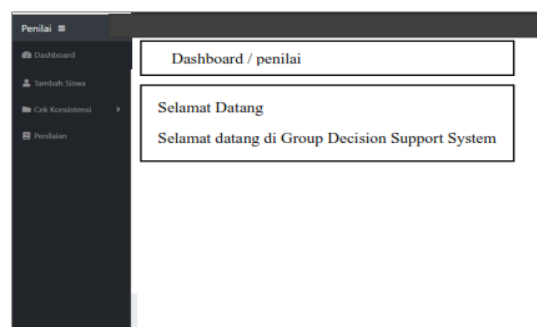 Penilai
Dashboard
Tambah Siswa
Cek Konsistensi
Penilaian
Dashboard / penilai
Selamat Datang
Selamat datang di Group Decision Support System